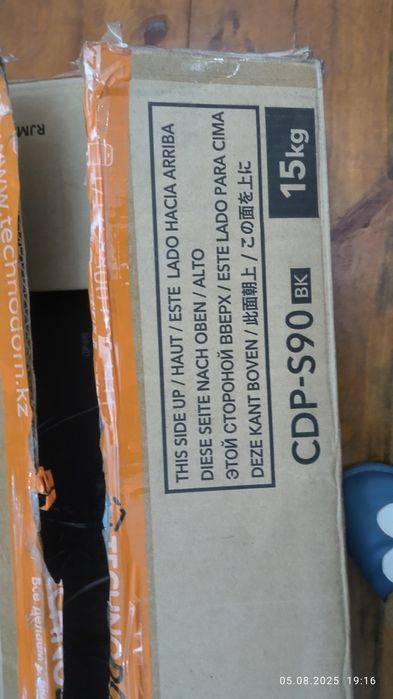 THIS SIDE UP / HAUT / ESTE LADO HACIA ARRIBA
DIESE SEITE NACH OBEN / ALTO
ЭТОЙ СТОРОНОЙ ВВЕРХ / ESTE LADO PARA CIMA
DEZE KANT BOVEN / 此面朝上 / この面を上に
CDP-S90 BK
15kg
www.technodom.kz
RJM
05.08.2025 19:16